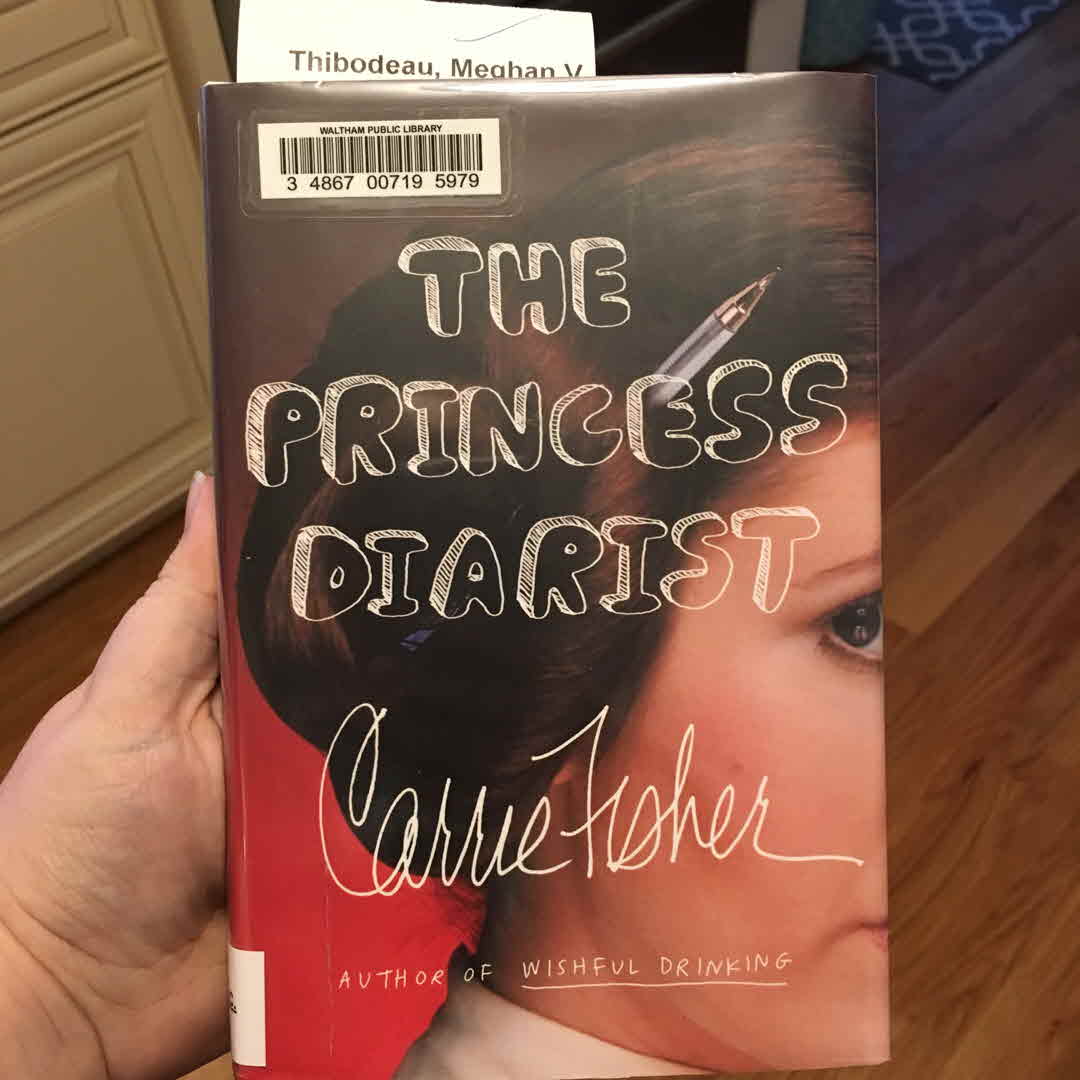 Thibodeau, Meghan V
WALTHAM PUBLIC LIBRARY
3 4867 00719 5979
THE
PRINCESS
DIARIST
Carrie Fisher
AUTHOR OF WISHFUL DRINKING